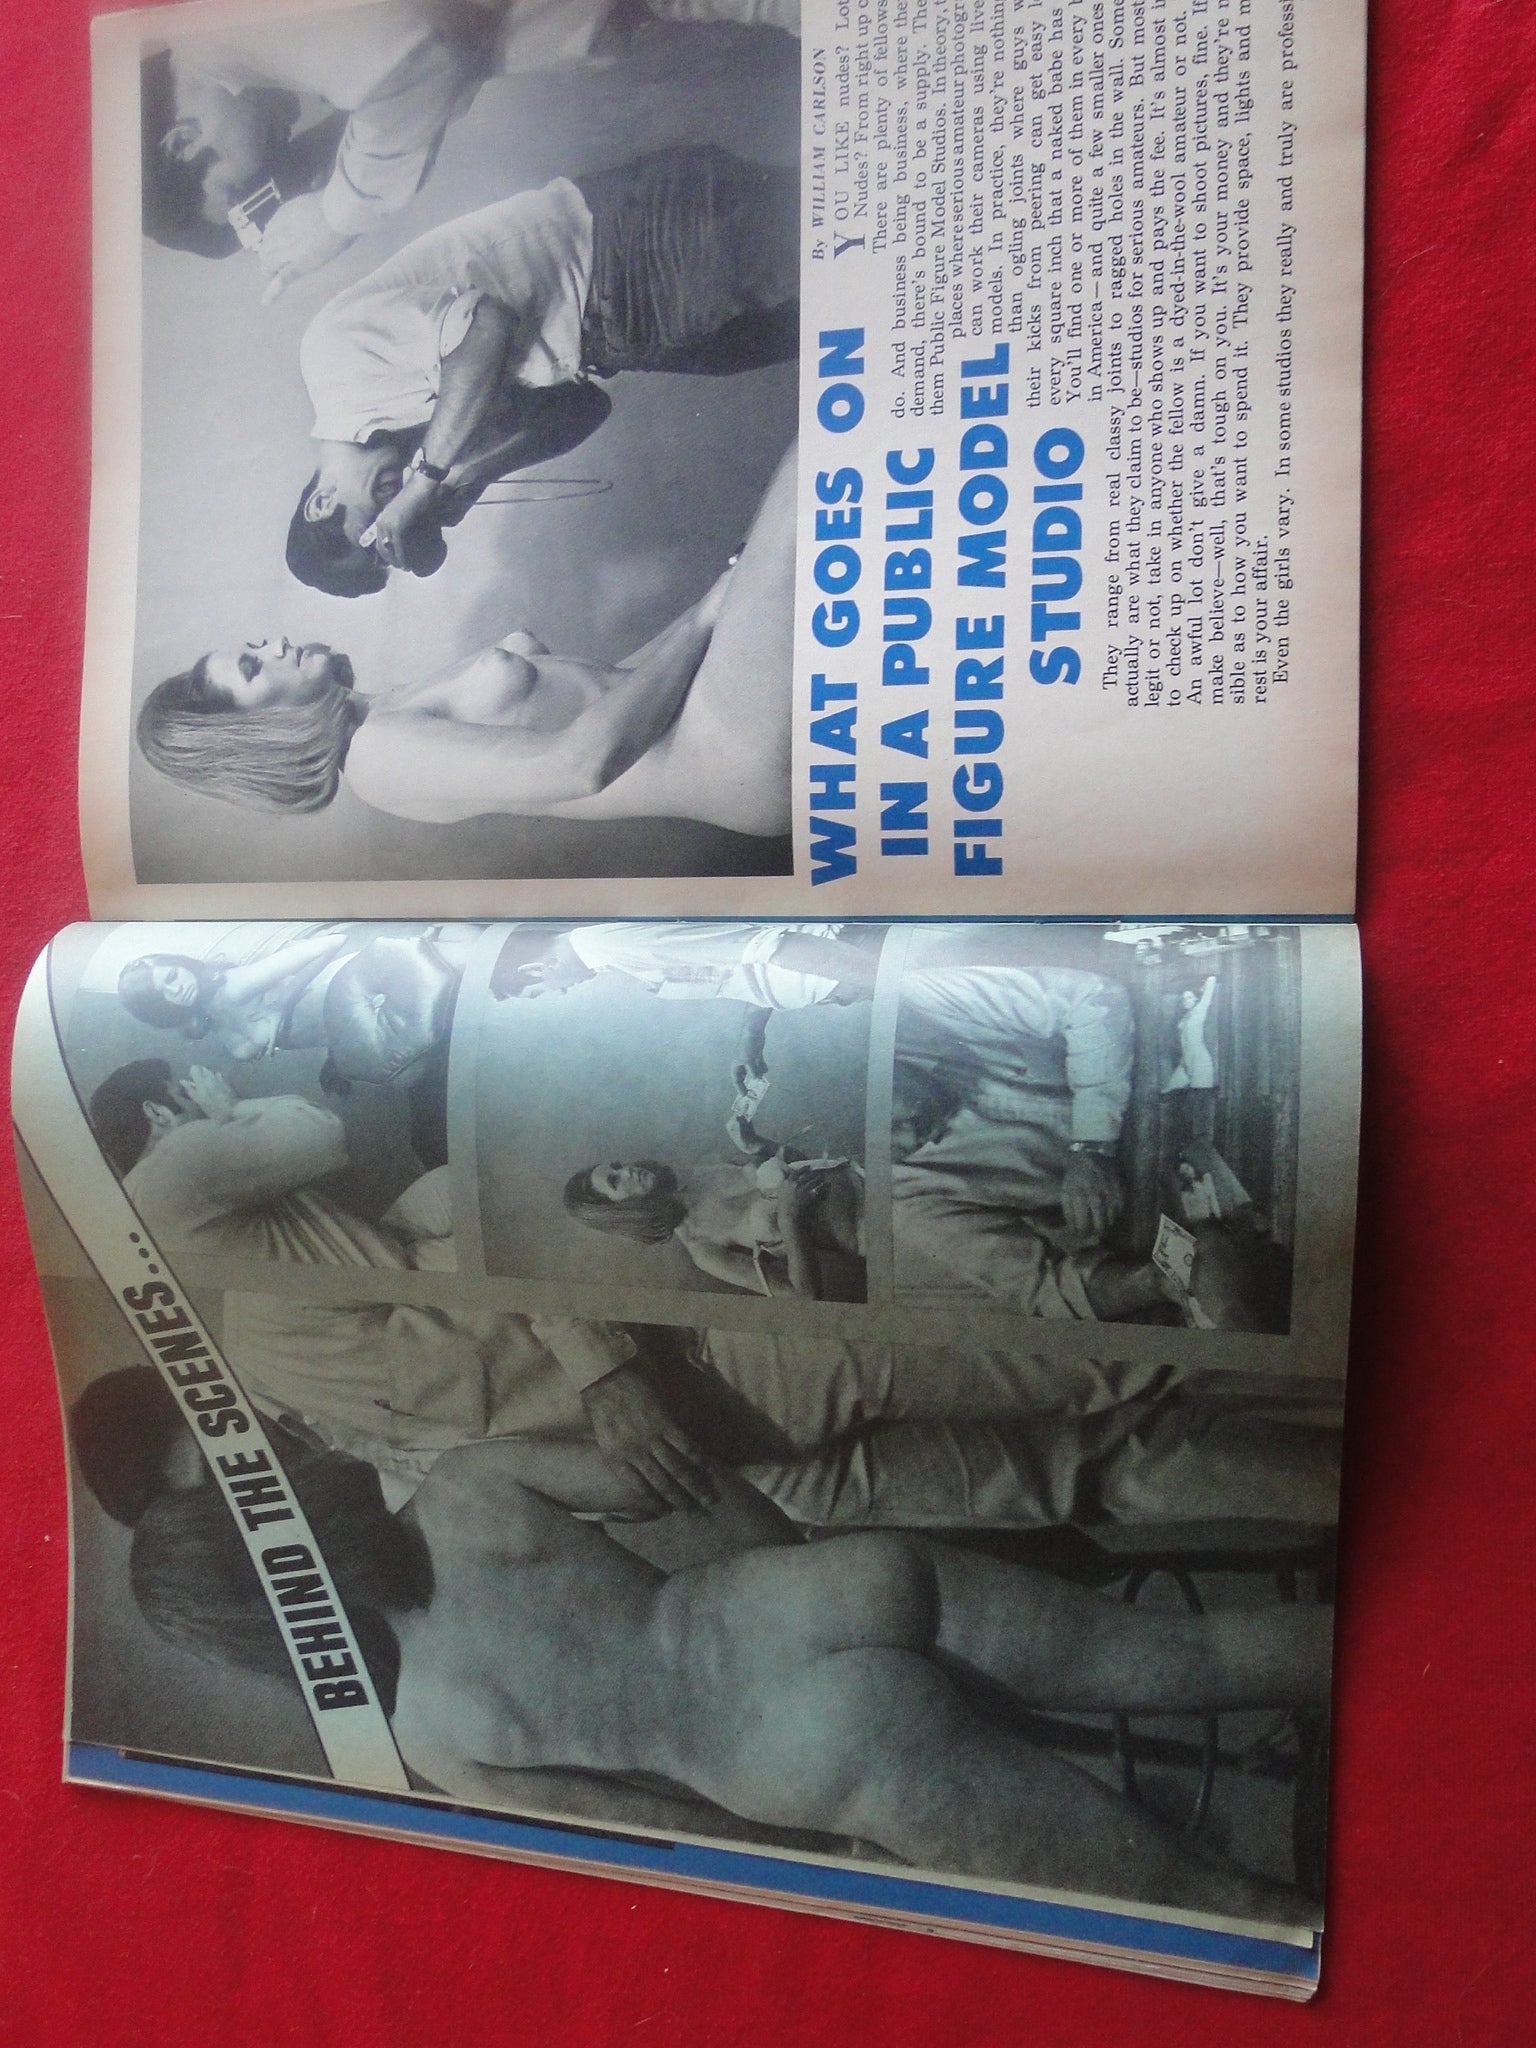 BEHIND THE SCENES...
WHAT GOES ON
IN A PUBLIC
FIGURE MODEL
STUDIO
By WILLIAM CARLSON
YOU LIKE nudes? Lot
Nudes? From right up c
There are plenty of fellows
do. And business being business, where the
demand, there's bound to be a supply. The
them Public Figure Model Studios. In theory, t
places where serious amateur photogr
can work their cameras using live
models. In practice, they're nothing
than ogling joints where guys w
their kicks from peering can get easy l
every square inch that a naked babe has
You'll find one or more of them in every b
in America—and quite a few smaller ones
They range from real classy joints to ragged holes in the wall. Some
actually are what they claim to be—studios for serious amateurs. But most
legit or not, take in anyone who shows up and pays the fee. It's almost i
to check up on whether the fellow is a dyed-in-the-wool amateur or not.
An awful lot don't give a damn. If you want to shoot pictures, fine. If
make believe—well, that's tough on you. It's your money and they're n
sible as to how you want to spend it. They provide space, lights and m
rest is your affair.
Even the girls vary. In some studios they really and truly are professi